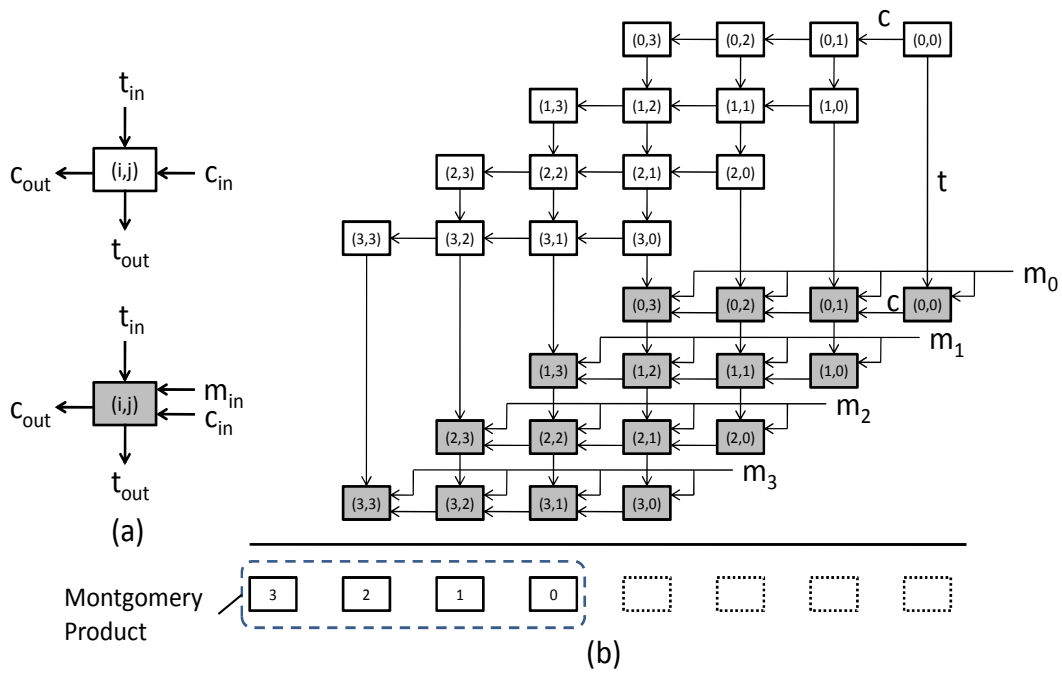 t_in
(i,j)
c_out c_in
t_out
t_in
(i,j)
m_in
c_out c_in
t_out
(a)
c
(0,3) (0,2) (0,1) (0,0)
(1,3) (1,2) (1,1) (1,0)
(2,3) (2,2) (2,1) (2,0)
t
(3,3) (3,2) (3,1) (3,0)
m_0
c
(0,3) (0,2) (0,1) (0,0)
m_1
(1,3) (1,2) (1,1) (1,0)
m_2
(2,3) (2,2) (2,1) (2,0)
m_3
(3,3) (3,2) (3,1) (3,0)
Montgomery
Product
3 2 1 0
(b)